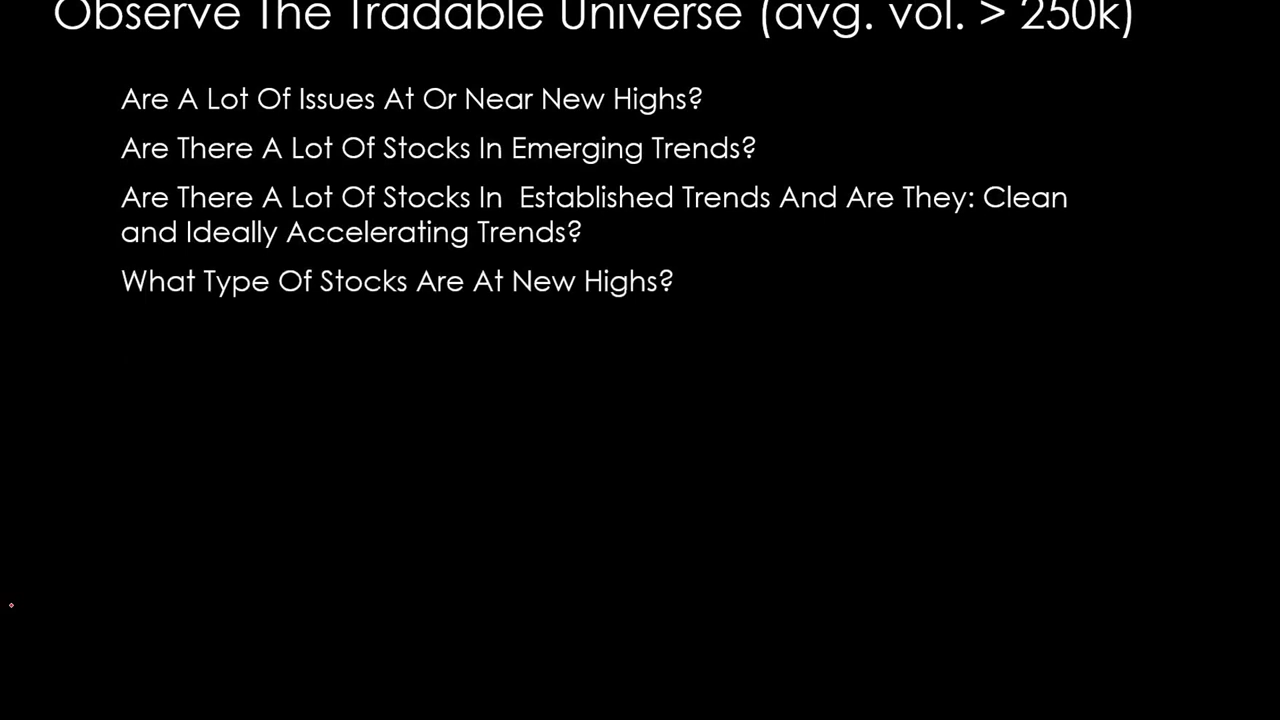 Observe The Tradable Universe (avg. vol. > 250k)
Are A Lot Of Issues At Or Near New Highs?
Are There A Lot Of Stocks In Emerging Trends?
Are There A Lot Of Stocks In  Established Trends And Are They: Clean
and Ideally Accelerating Trends?
What Type Of Stocks Are At New Highs?